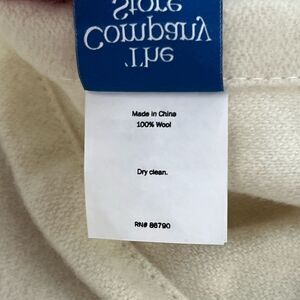 The
Company
Store
Made in China
100% Wool
Dry clean.
RN# 86790